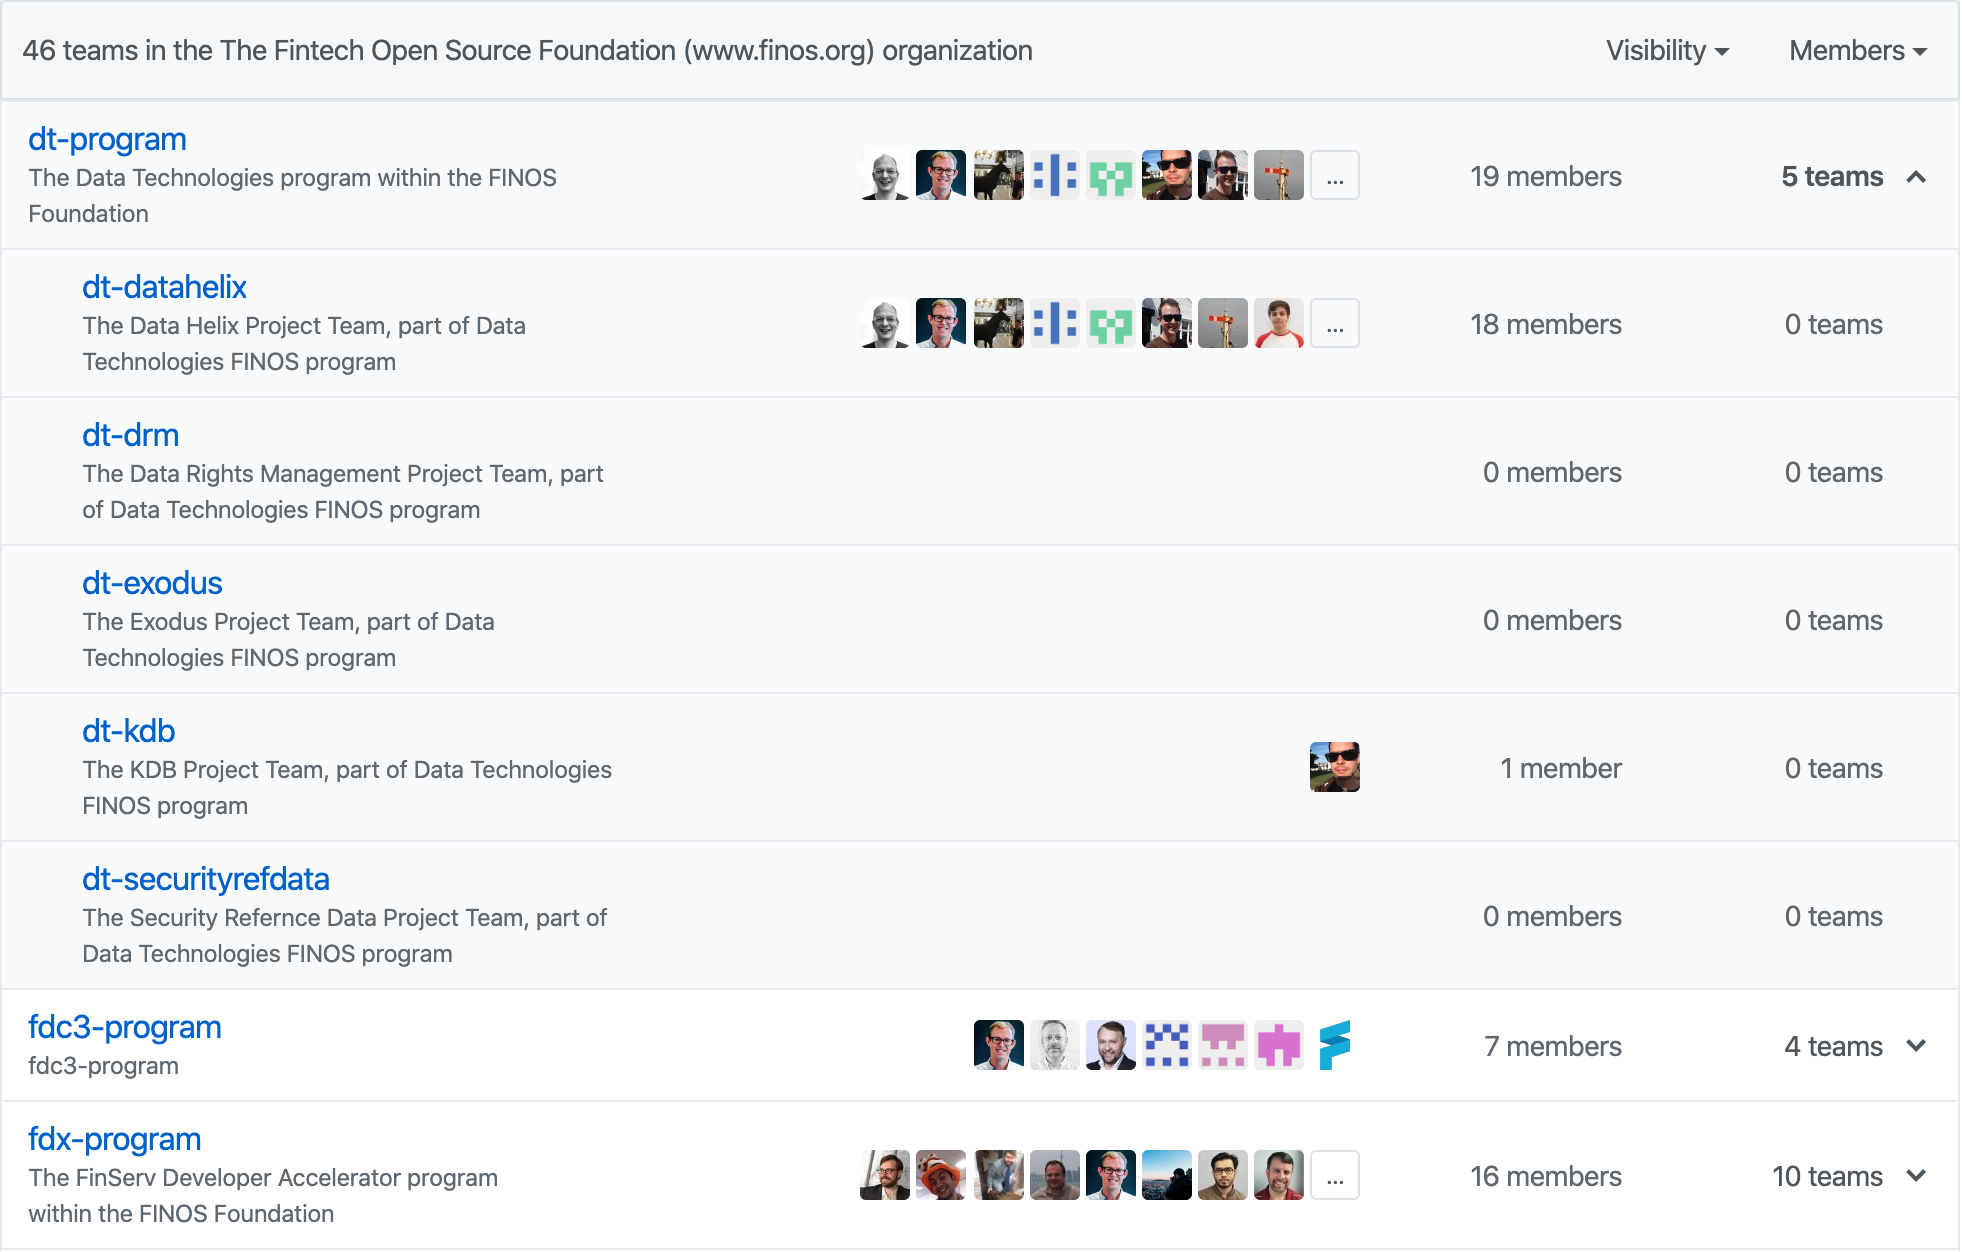 46 teams in the The Fintech Open Source Foundation (www.finos.org) organization Visibility Members
dt-program
The Data Technologies program within the FINOS
Foundation
... 19 members 5 teams
dt-datahelix
The Data Helix Project Team, part of Data
Technologies FINOS program
... 18 members 0 teams
dt-drm
The Data Rights Management Project Team, part
of Data Technologies FINOS program
0 members 0 teams
dt-exodus
The Exodus Project Team, part of Data
Technologies FINOS program
0 members 0 teams
dt-kdb
The KDB Project Team, part of Data Technologies
FINOS program
1 member 0 teams
dt-securityrefdata
The Security Refernce Data Project Team, part of
Data Technologies FINOS program
0 members 0 teams
fdc3-program
fdc3-program
7 members 4 teams
fdx-program
The FinServ Developer Accelerator program
within the FINOS Foundation
... 16 members 10 teams